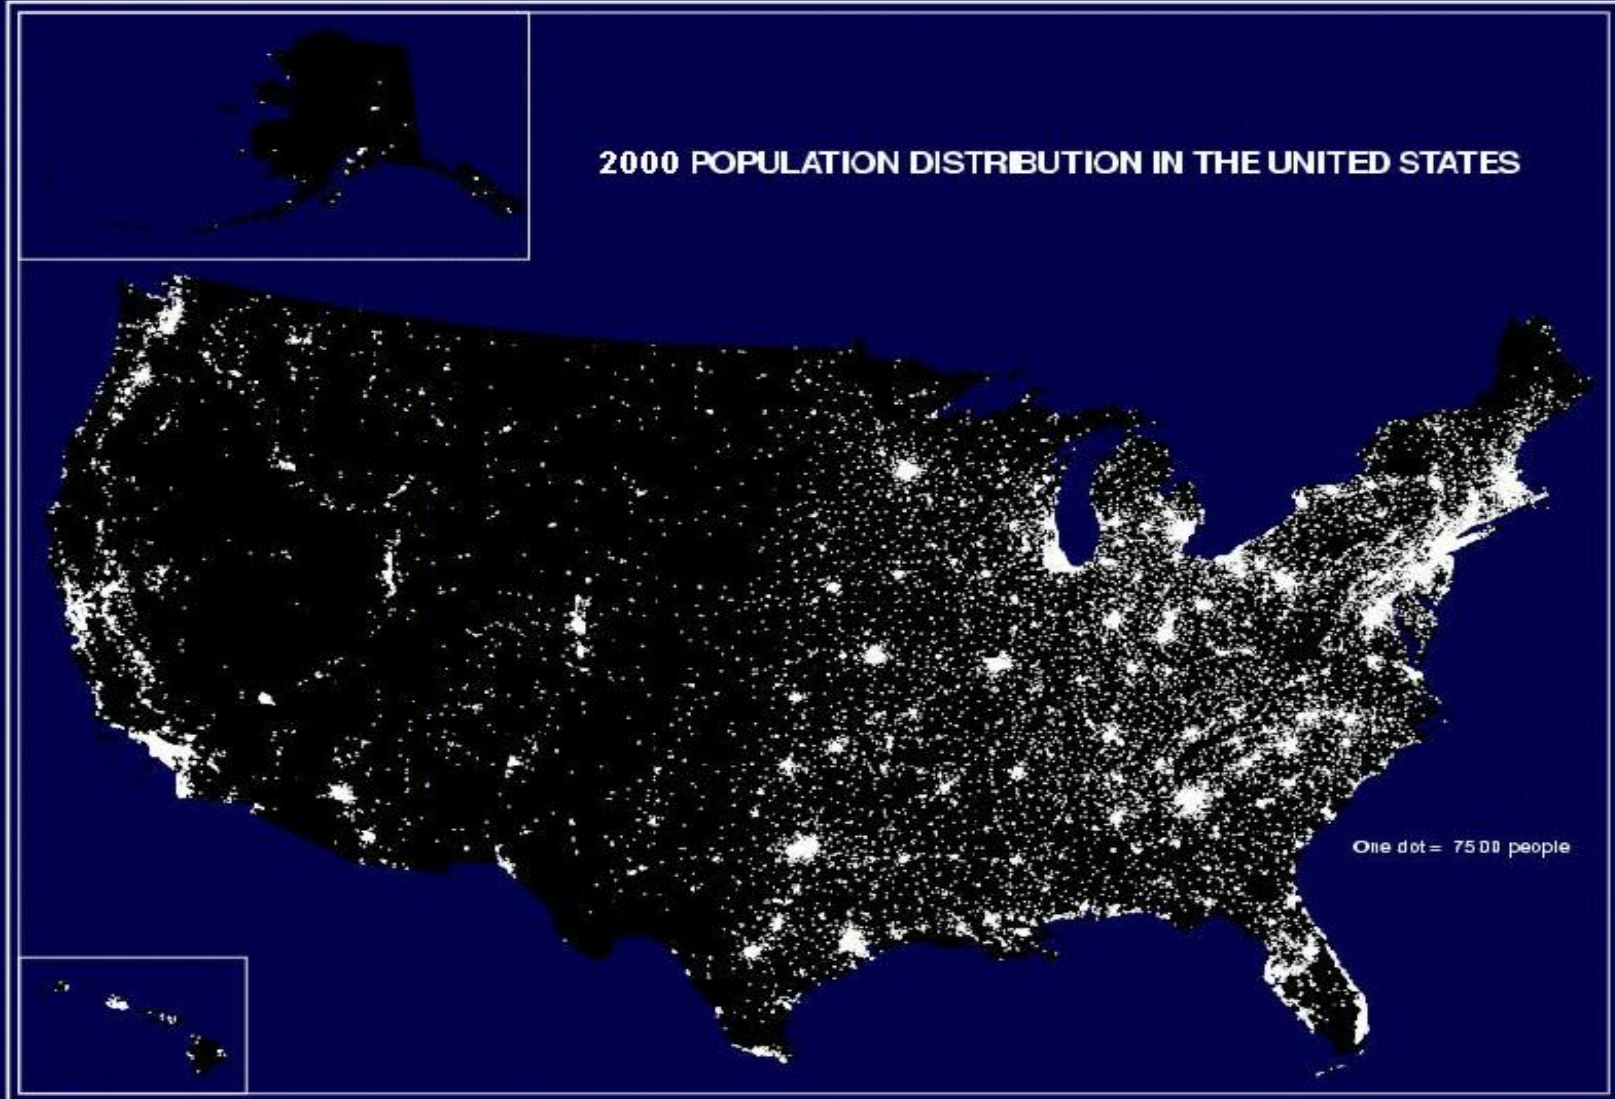 2000 POPULATION DISTRIBUTION IN THE UNITED STATES
One dot = 7500 people